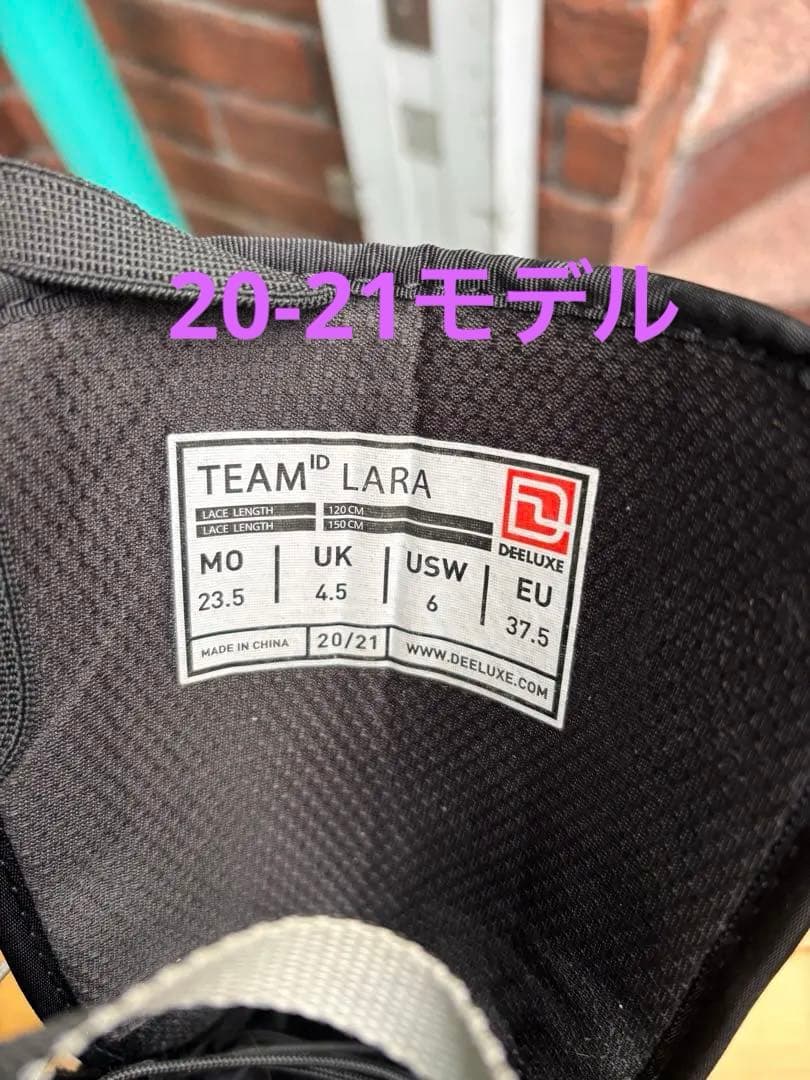 20-21モデル
TEAM ID LARA
LACE LENGTH 120 CM
LACE LENGTH 150 CM
DEELUXE
MO UK USW EU
23.5 4.5 6 37.5
MADE IN CHINA 20/21 WWW.DEELUXE.COM